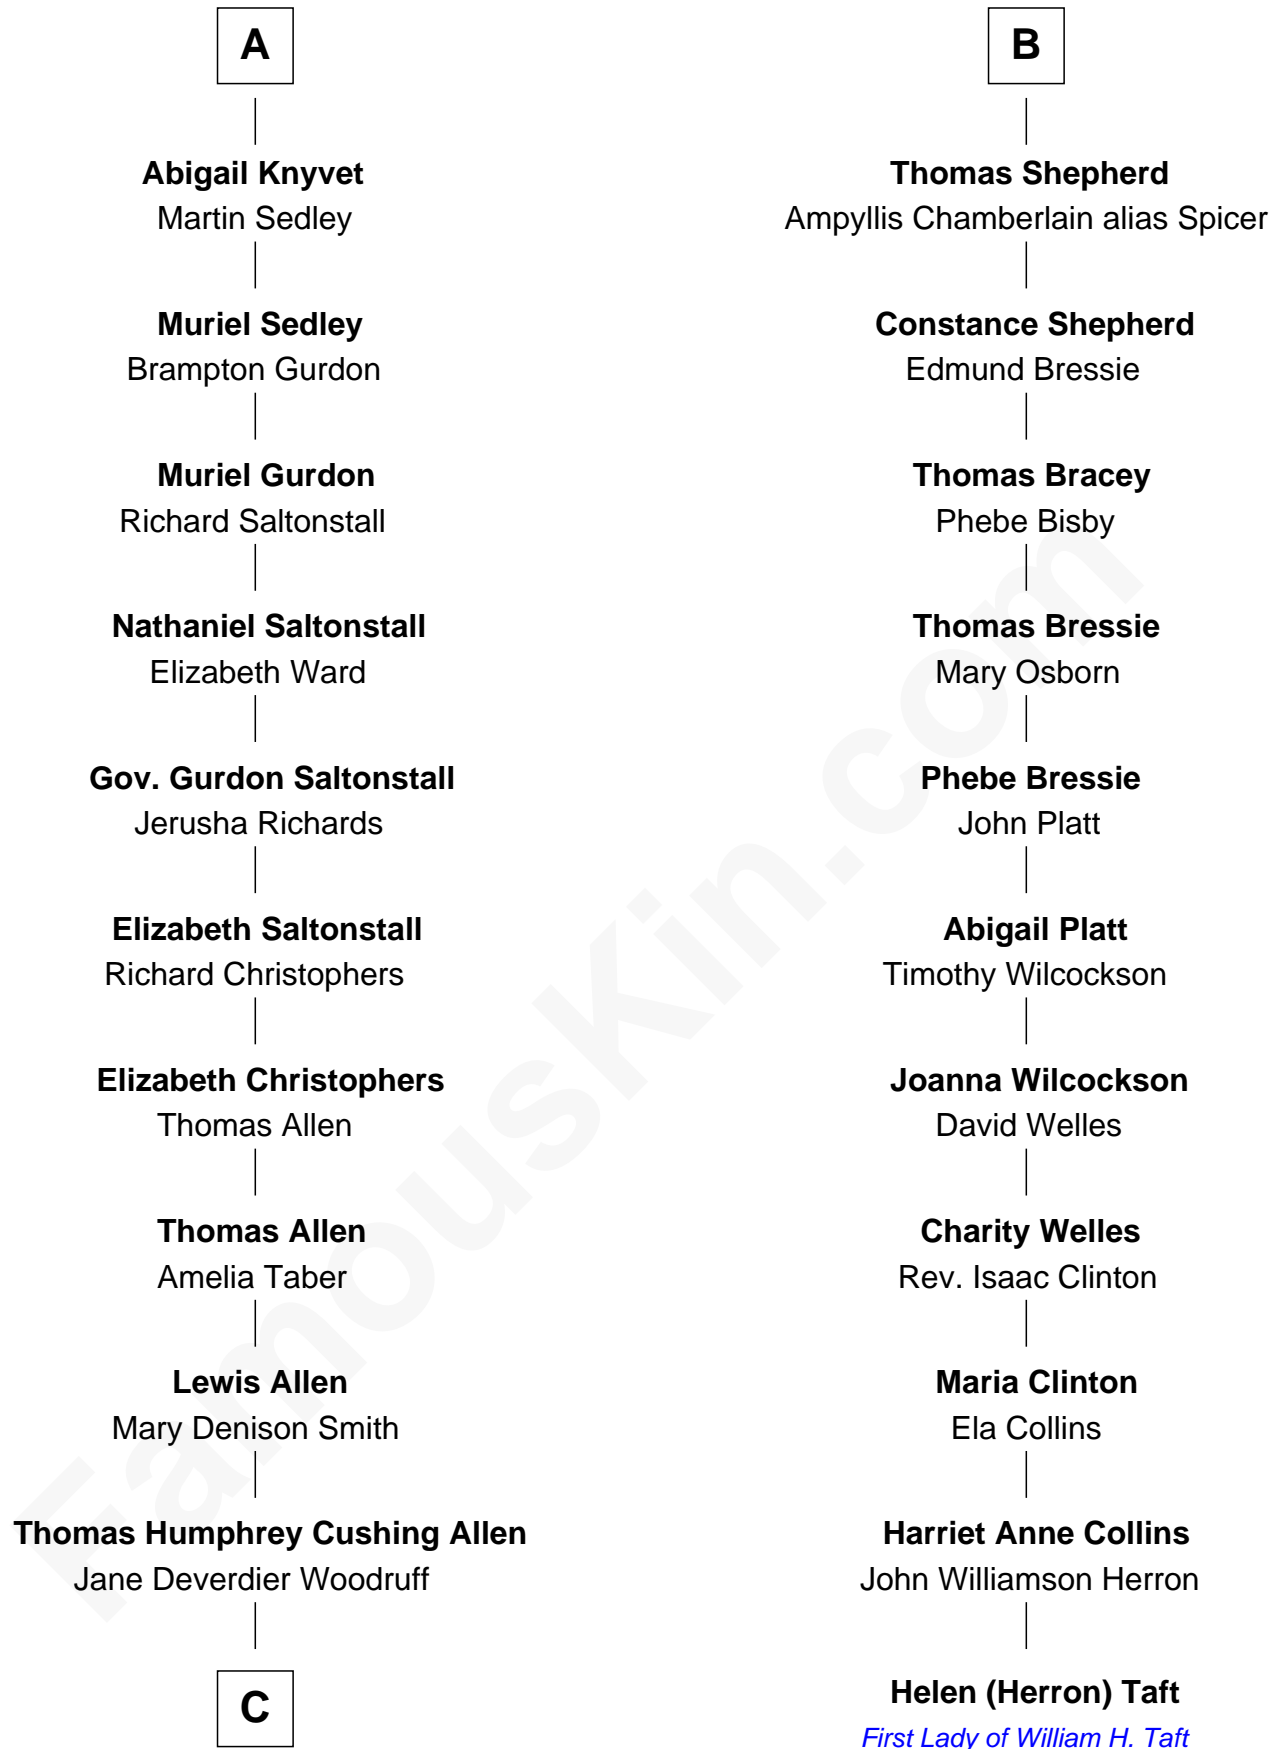 A
Abigail Knyvet
Martin Sedley
Muriel Sedley
Brampton Gurdon
Muriel Gurdon
Richard Saltonstall
Nathaniel Saltonstall
Elizabeth Ward
Gov. Gurdon Saltonstall
Jerusha Richards
Elizabeth Saltonstall
Richard Christophers
Elizabeth Christophers
Thomas Allen
Thomas Allen
Amelia Taber
Lewis Allen
Mary Denison Smith
Thomas Humphrey Cushing Allen
Jane Deverdier Woodruff
C
B
Thomas Shepherd
Ampyllis Chamberlain alias Spicer
Constance Shepherd
Edmund Bressie
Thomas Bracey
Phebe Bisby
Thomas Bressie
Mary Osborn
Phebe Bressie
John Platt
Abigail Platt
Timothy Wilcockson
Joanna Wilcockson
David Welles
Charity Welles
Rev. Isaac Clinton
Maria Clinton
Ela Collins
Harriet Anne Collins
John Williamson Herron
Helen (Herron) Taft
First Lady of William H. Taft
FamousKin.com